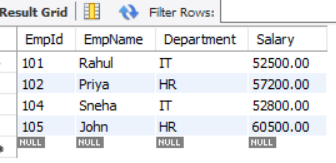 Result Grid Filter Rows:
EmpId EmpName Department Salary
101 Rahul IT 52500.00
102 Priya HR 57200.00
104 Sneha IT 52800.00
105 John HR 60500.00
NULL NULL NULL NULL